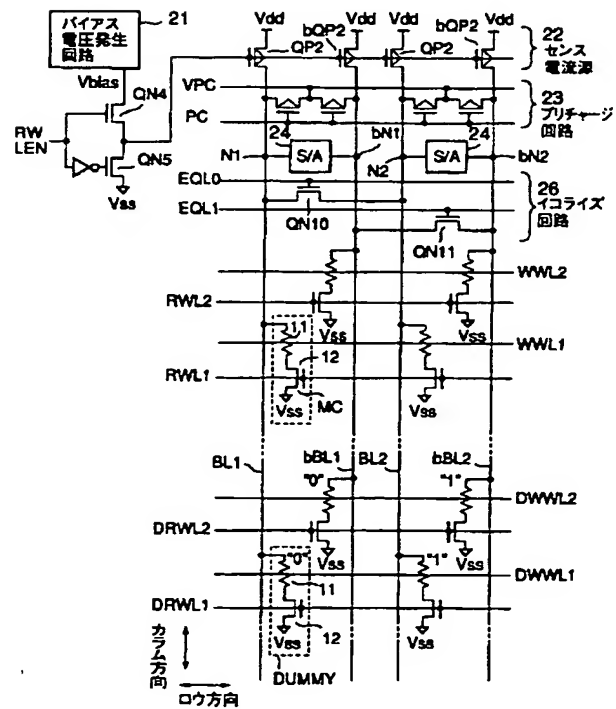 バイアス
電圧発生
回路
21
Vbias
QN4
RW
LEN
QN5
Vss
Vdd
bQP2
Vdd
Vdd
bQP2
Vdd
QP2
QP2
22
センス
電流源
VPC
PC
23
プリチャージ
回路
24
24
N1
S/A
bN1
N2
S/A
bN2
EQL0
EQL1
QN10
QN11
26
イコライズ
回路
WWL2
RWL2
Vss
Vss
11
WWL1
12
RWL1
Vss
MC
Vss
BL1
bBL1
BL2
bBL2
"0"
"1"
DWWL2
DRWL2
Vss
Vss
"0"
"1"
DWWL1
11
DRWL1
Vss
12
Vss
カラム方向
ロウ方向
DUMMY